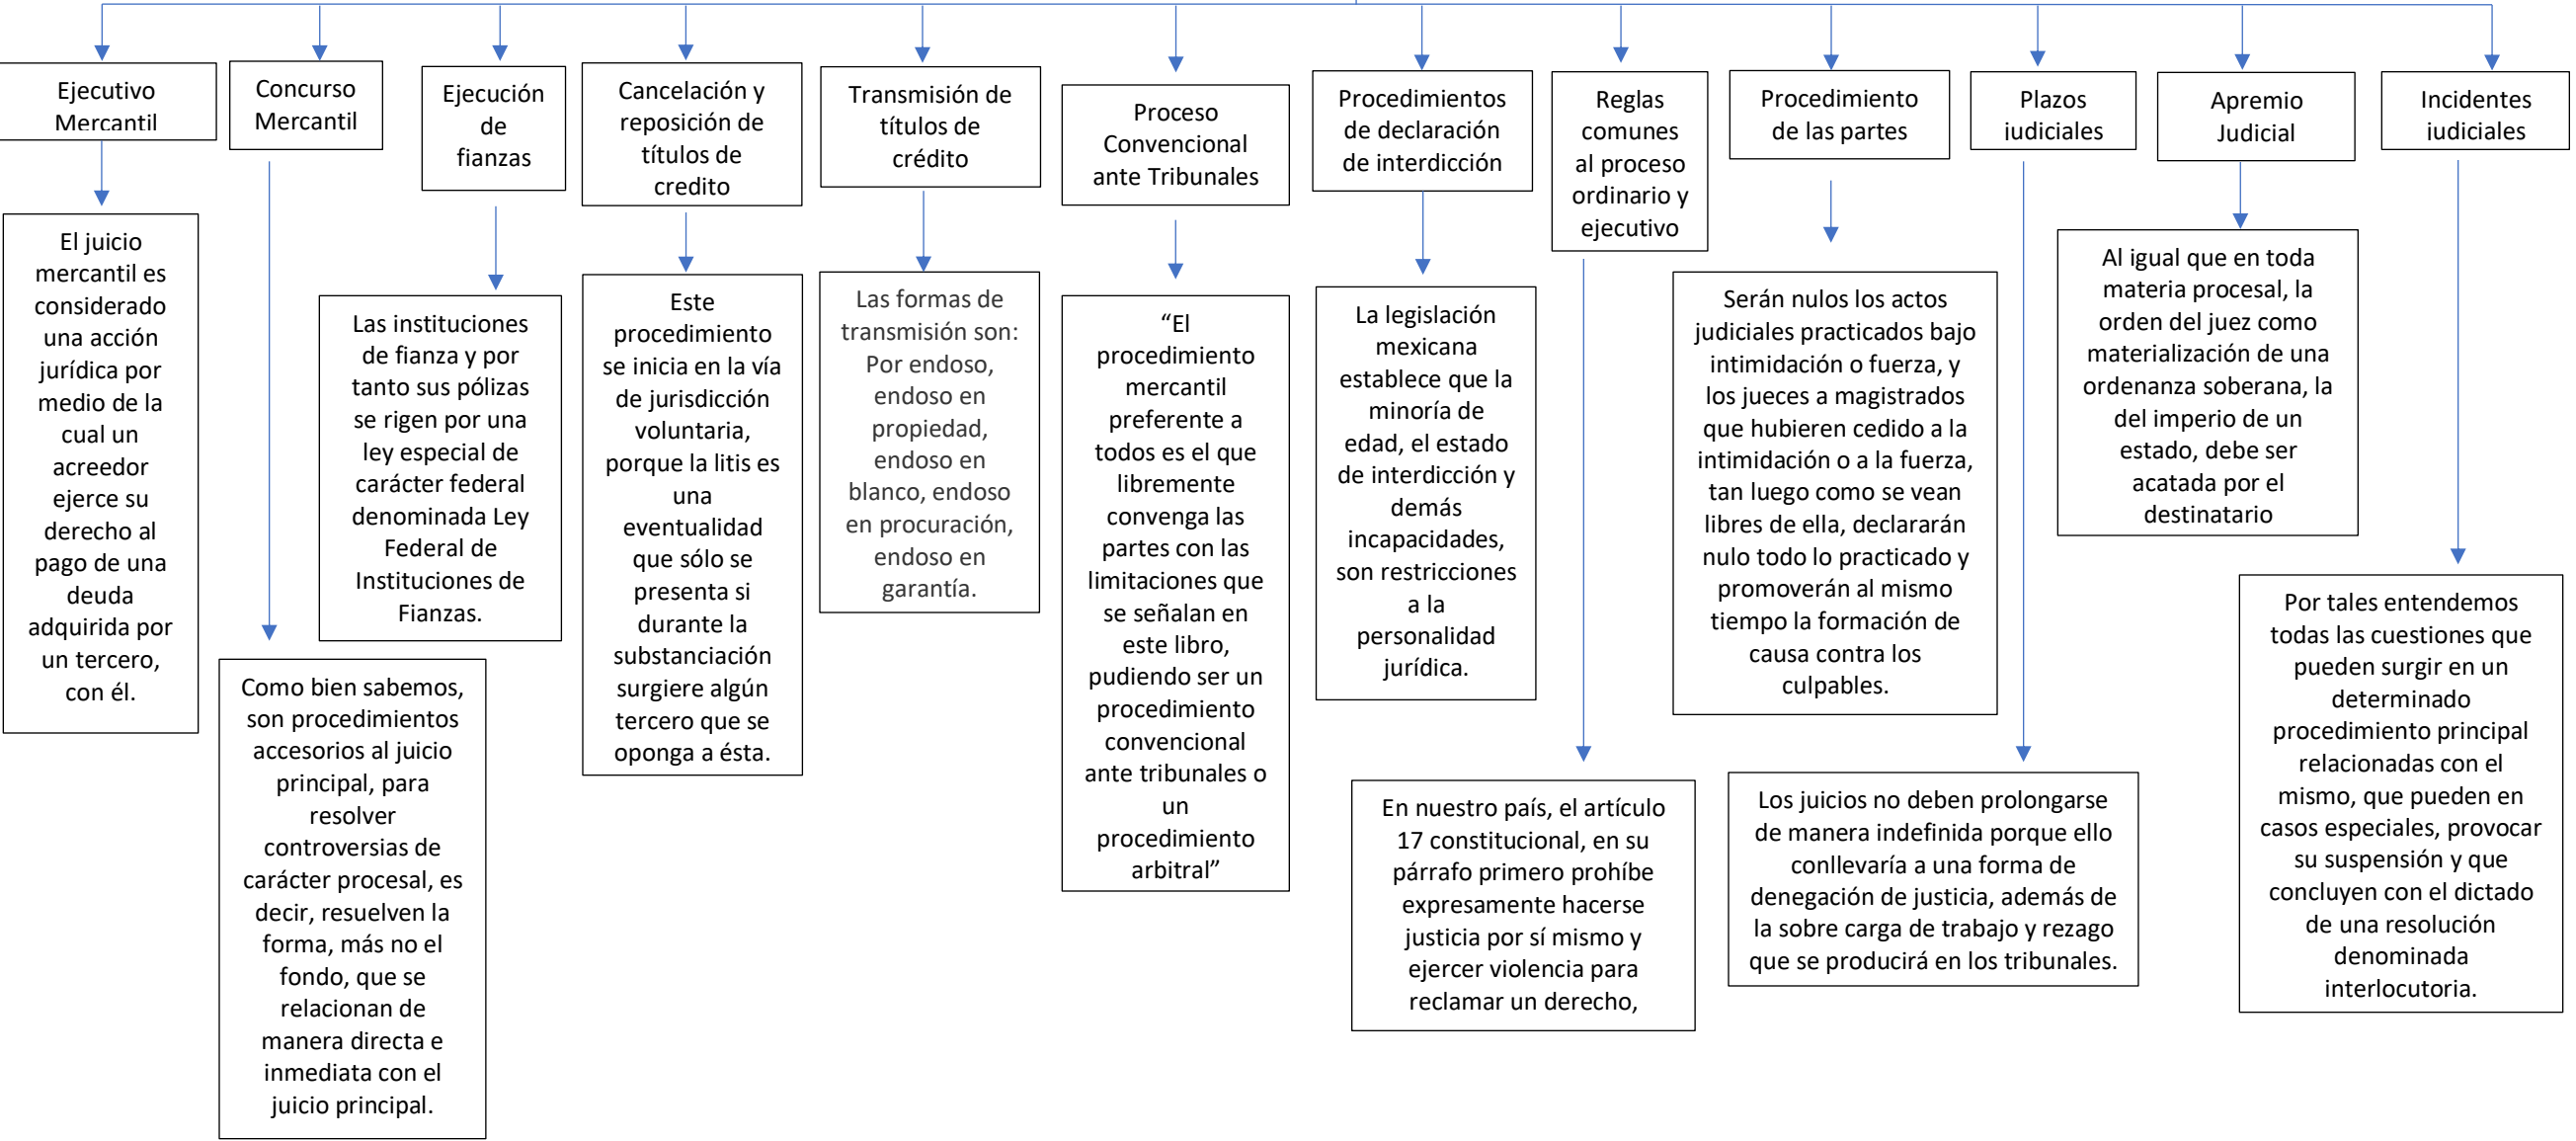 Ejecutivo
Mercantil
Concurso
Mercantil
Ejecución
de
fianzas
Cancelación y
reposición de
títulos de
credito
Transmisión de
títulos de
crédito
Proceso
Convencional
ante Tribunales
Procedimientos
de declaración
de interdicción
Reglas
comunes
al proceso
ordinario y
ejecutivo
Procedimiento
de las partes
Plazos
judiciales
Apremio
Judicial
Incidentes
judiciales
El juicio
mercantil es
considerado
una acción
jurídica por
medio de la
cual un
acreedor
ejerce su
derecho al
pago de una
deuda
adquirida por
un tercero,
con él.
Como bien sabemos,
son procedimientos
accesorios al juicio
principal, para
resolver
controversias de
carácter procesal, es
decir, resuelven la
forma, más no el
fondo, que se
relacionan de
manera directa e
inmediata con el
juicio principal.
Las instituciones
de fianza y por
tanto sus pólizas
se rigen por una
ley especial de
carácter federal
denominada Ley
Federal de
Instituciones de
Fianzas.
Este
procedimiento
se inicia en la vía
de jurisdicción
voluntaria,
porque la litis es
una
eventualidad
que sólo se
presenta si
durante la
substanciación
surgiere algún
tercero que se
oponga a ésta.
Las formas de
transmisión son:
Por endoso,
endoso en
propiedad,
endoso en
blanco, endoso
en procuración,
endoso en
garantía.
“El
procedimiento
mercantil
preferente a
todos es el que
libremente
convenga las
partes con las
limitaciones que
se señalan en
este libro,
pudiendo ser un
procedimiento
convencional
ante tribunales o
un
procedimiento
arbitral”
La legislación
mexicana
establece que la
minoría de
edad, el estado
de interdicción y
demás
incapacidades,
son restricciones
a la
personalidad
jurídica.
En nuestro país, el artículo
17 constitucional, en su
párrafo primero prohíbe
expresamente hacerse
justicia por sí mismo y
ejercer violencia para
reclamar un derecho,
Serán nulos los actos
judiciales practicados bajo
intimidación o fuerza, y
los jueces a magistrados
que hubieren cedido a la
intimidación o a la fuerza,
tan luego como se vean
libres de ella, declararán
nulo todo lo practicado y
promoverán al mismo
tiempo la formación de
causa contra los
culpables.
Los juicios no deben prolongarse
de manera indefinida porque ello
conllevaría a una forma de
denegación de justicia, además de
la sobre carga de trabajo y rezago
que se producirá en los tribunales.
Al igual que en toda
materia procesal, la
orden del juez como
materialización de una
ordenanza soberana, la
del imperio de un
estado, debe ser
acatada por el
destinatario
Por tales entendemos
todas las cuestiones que
pueden surgir en un
determinado
procedimiento principal
relacionadas con el
mismo, que pueden en
casos especiales, provocar
su suspensión y que
concluyen con el dictado
de una resolución
denominada
interlocutoria.